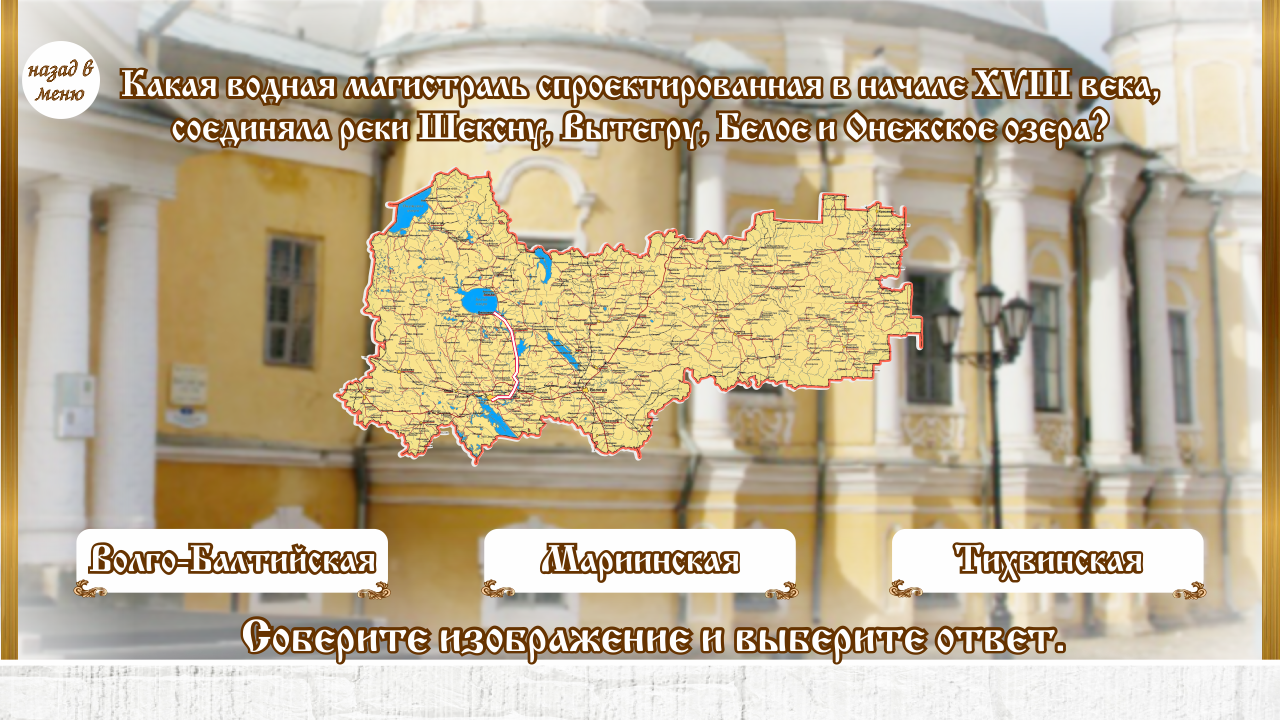 назад в
меню
Какая водная магистраль спроектированная в начале XVIII века,
соединяла реки Шексну, Вытегру, Белое и Онежское озера?
Волго-Балтийская
Мариинская
Тихвинская
Соберите изображение и выберите ответ.